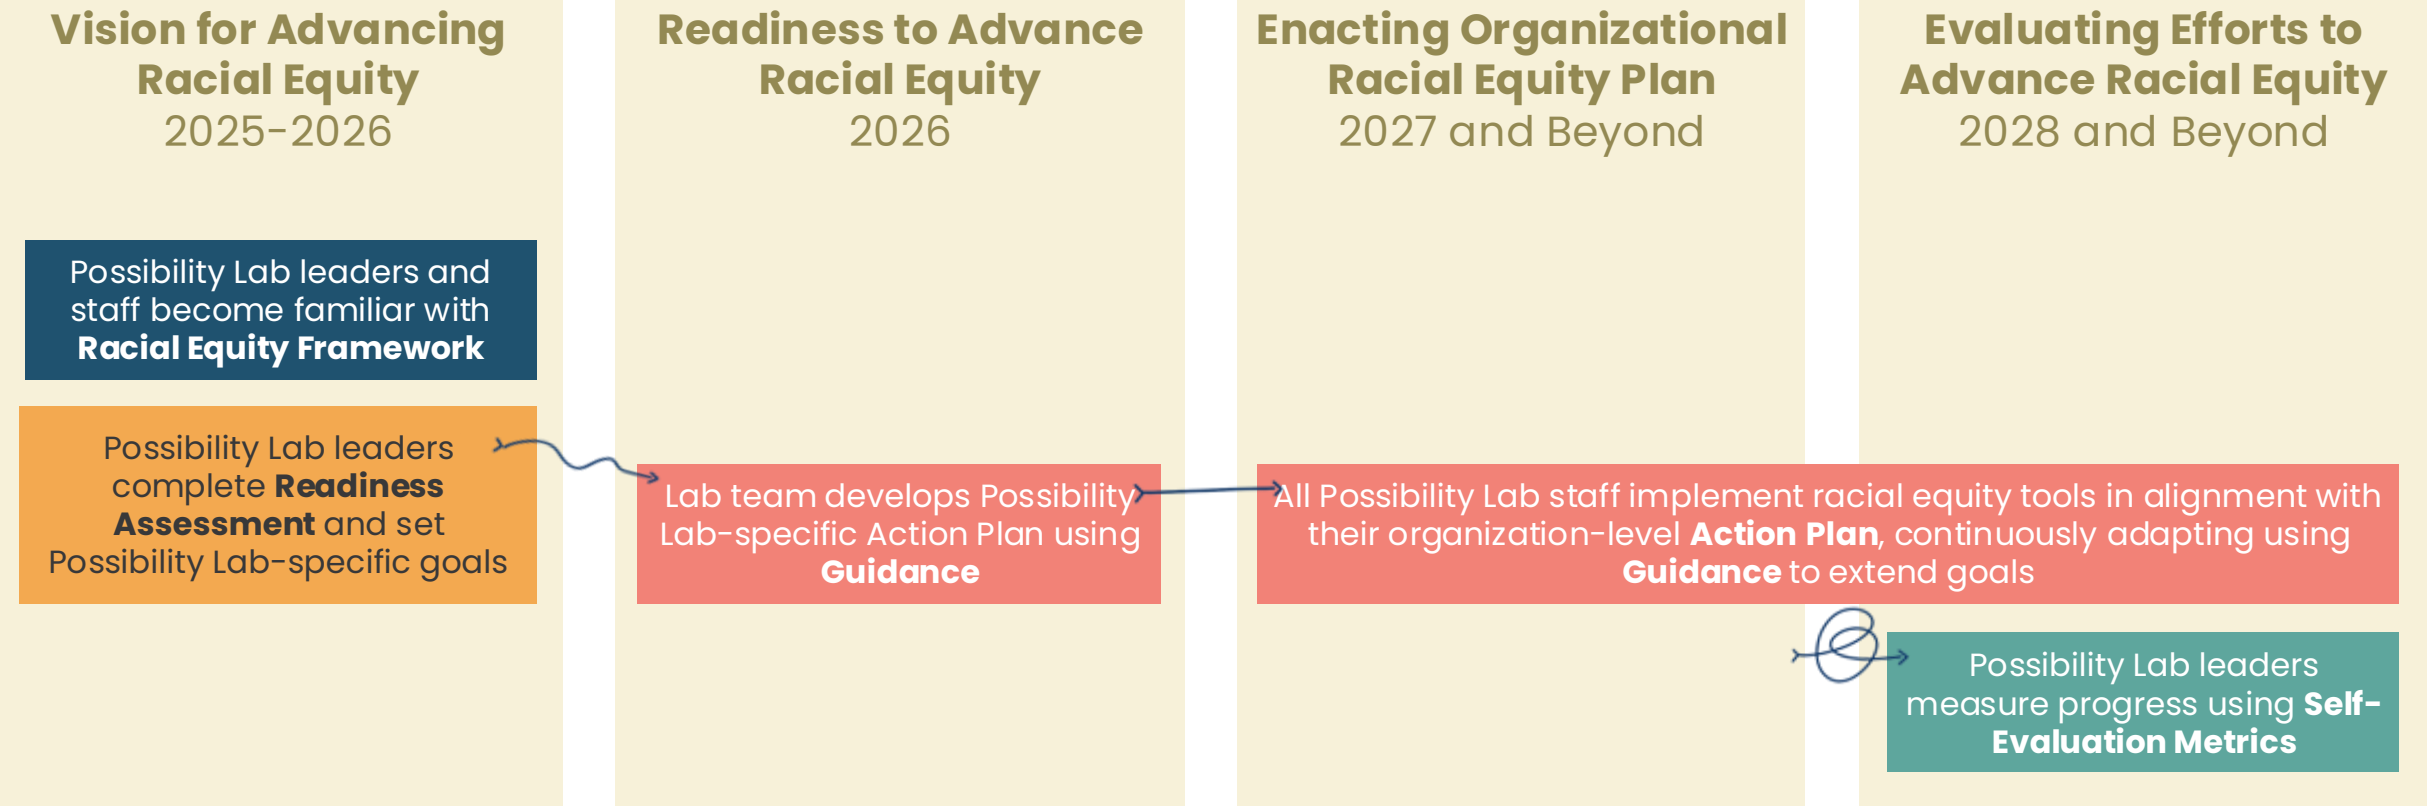 Vision for Advancing
Racial Equity
2025-2026
Readiness to Advance
Racial Equity
2026
Enacting Organizational
Racial Equity Plan
2027 and Beyond
Evaluating Efforts to
Advance Racial Equity
2028 and Beyond
Possibility Lab leaders and
staff become familiar with
Racial Equity Framework
Possibility Lab leaders
complete Readiness
Assessment and set
Possibility Lab-specific goals
Lab team develops Possibility
Lab-specific Action Plan using
Guidance
All Possibility Lab staff implement racial equity tools in alignment with
their organization-level Action Plan, continuously adapting using
Guidance to extend goals
Possibility Lab leaders
measure progress using Self-
Evaluation Metrics